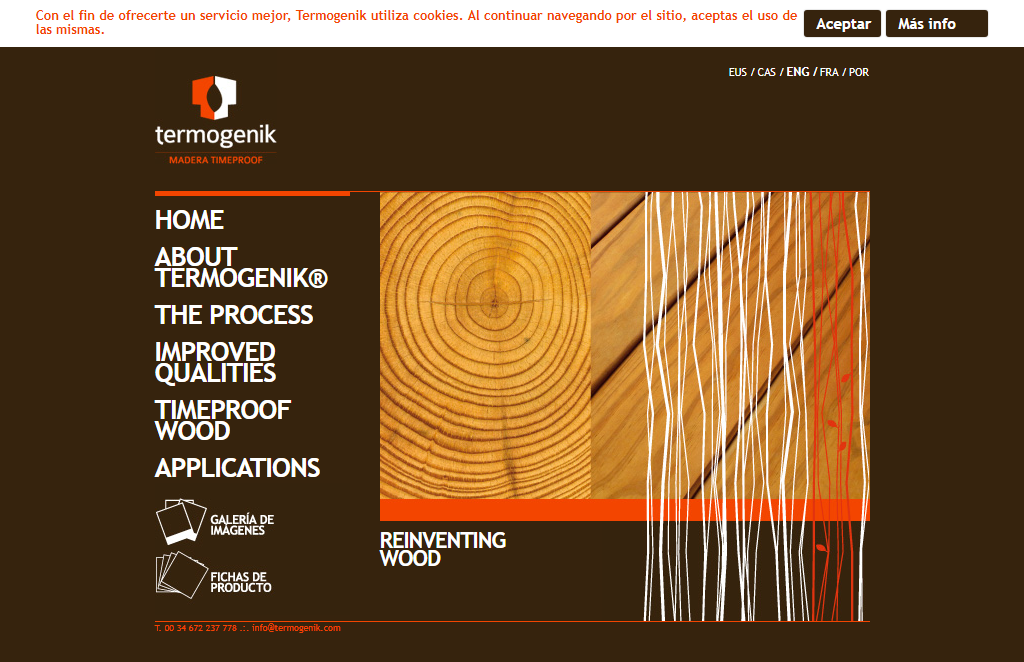 Con el fin de ofrecerte un servicio mejor, Termogenik utiliza cookies. Al continuar navegando por el sitio, aceptas el uso de
las mismas.
Aceptar
Más info
EUS / CAS / ENG / FRA / POR
termogenik
MADERA TIMEPROOF
HOME
ABOUT
TERMOGENIK®
THE PROCESS
IMPROVED
QUALITIES
TIMEPROOF
WOOD
APPLICATIONS
GALERÍA DE
IMÁGENES
FICHAS DE
PRODUCTO
REINVENTING
WOOD
T. 00 34 672 237 778 .:. info@termogenik.com